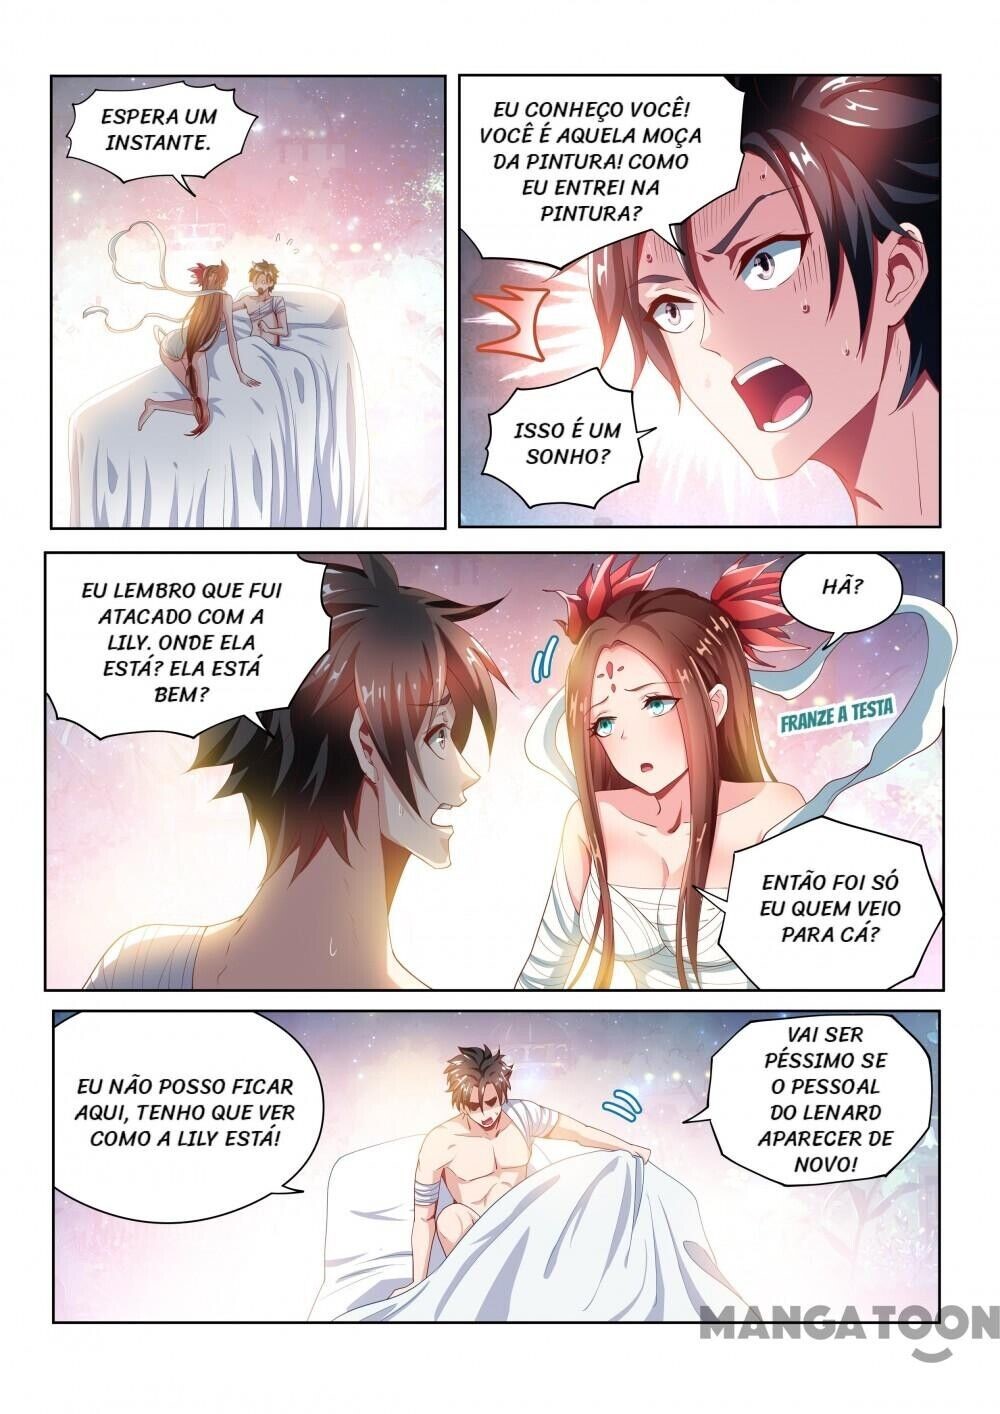 ESPERA UM
INSTANTE.
EU CONHEÇO VOCÊ!
VOCÊ É AQUELA MOÇA
DA PINTURA! COMO
EU ENTREI NA
PINTURA?
ISSO É UM
SONHO?
EU LEMBRO QUE FUI
ATACADO COM A
LILY. ONDE ELA
ESTÁ? ELA ESTÁ
BEM?
HÃ?
FRANZE A TESTA
ENTÃO FOI SÓ
EU QUEM VEIO
PARA CÁ?
EU NÃO POSSO FICAR
AQUI, TENHO QUE VER
COMO A LILY ESTÁ!
VAI SER
PÉSSIMO SE
O PESSOAL
DO LENARD
APARECER DE
NOVO!
MANGATOON